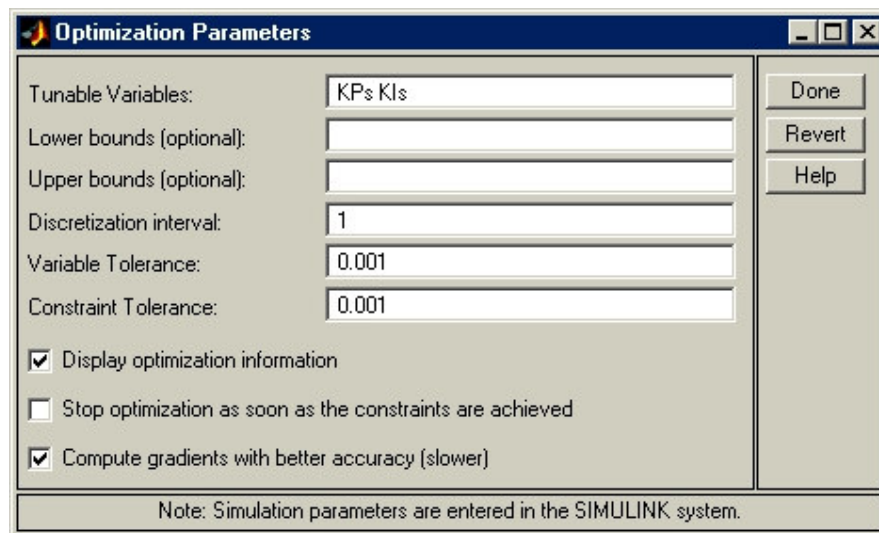 Optimization Parameters
Tunable Variables: KPs KIs
Done
Lower bounds (optional):
Revert
Upper bounds (optional):
Help
Discretization interval: 1
Variable Tolerance: 0.001
Constraint Tolerance: 0.001
Display optimization information
Stop optimization as soon as the constraints are achieved
Compute gradients with better accuracy (slower)
Note: Simulation parameters are entered in the SIMULINK system.